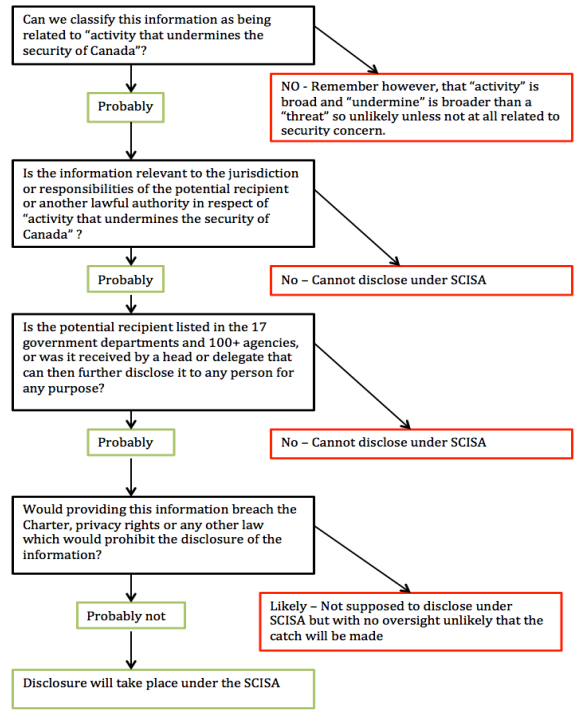 Can we classify this information as being
related to “activity that undermines the
security of Canada”?
NO - Remember however, that “activity” is
broad and “undermine” is broader than a
“threat” so unlikely unless not at all related to
security concern.
Probably
Is the information relevant to the jurisdiction
or responsibilities of the potential recipient
or another lawful authority in respect of
“activity that undermines the security of
Canada” ?
Probably
No – Cannot disclose under SCISA
Is the potential recipient listed in the 17
government departments and 100+ agencies,
or was it received by a head or delegate that
can then further disclose it to any person for
any purpose?
Probably
No – Cannot disclose under SCISA
Would providing this information breach the
Charter, privacy rights or any other law
which would prohibit the disclosure of the
information?
Probably not
Likely – Not supposed to disclose under
SCISA but with no oversight unlikely that the
catch will be made
Disclosure will take place under the SCISA